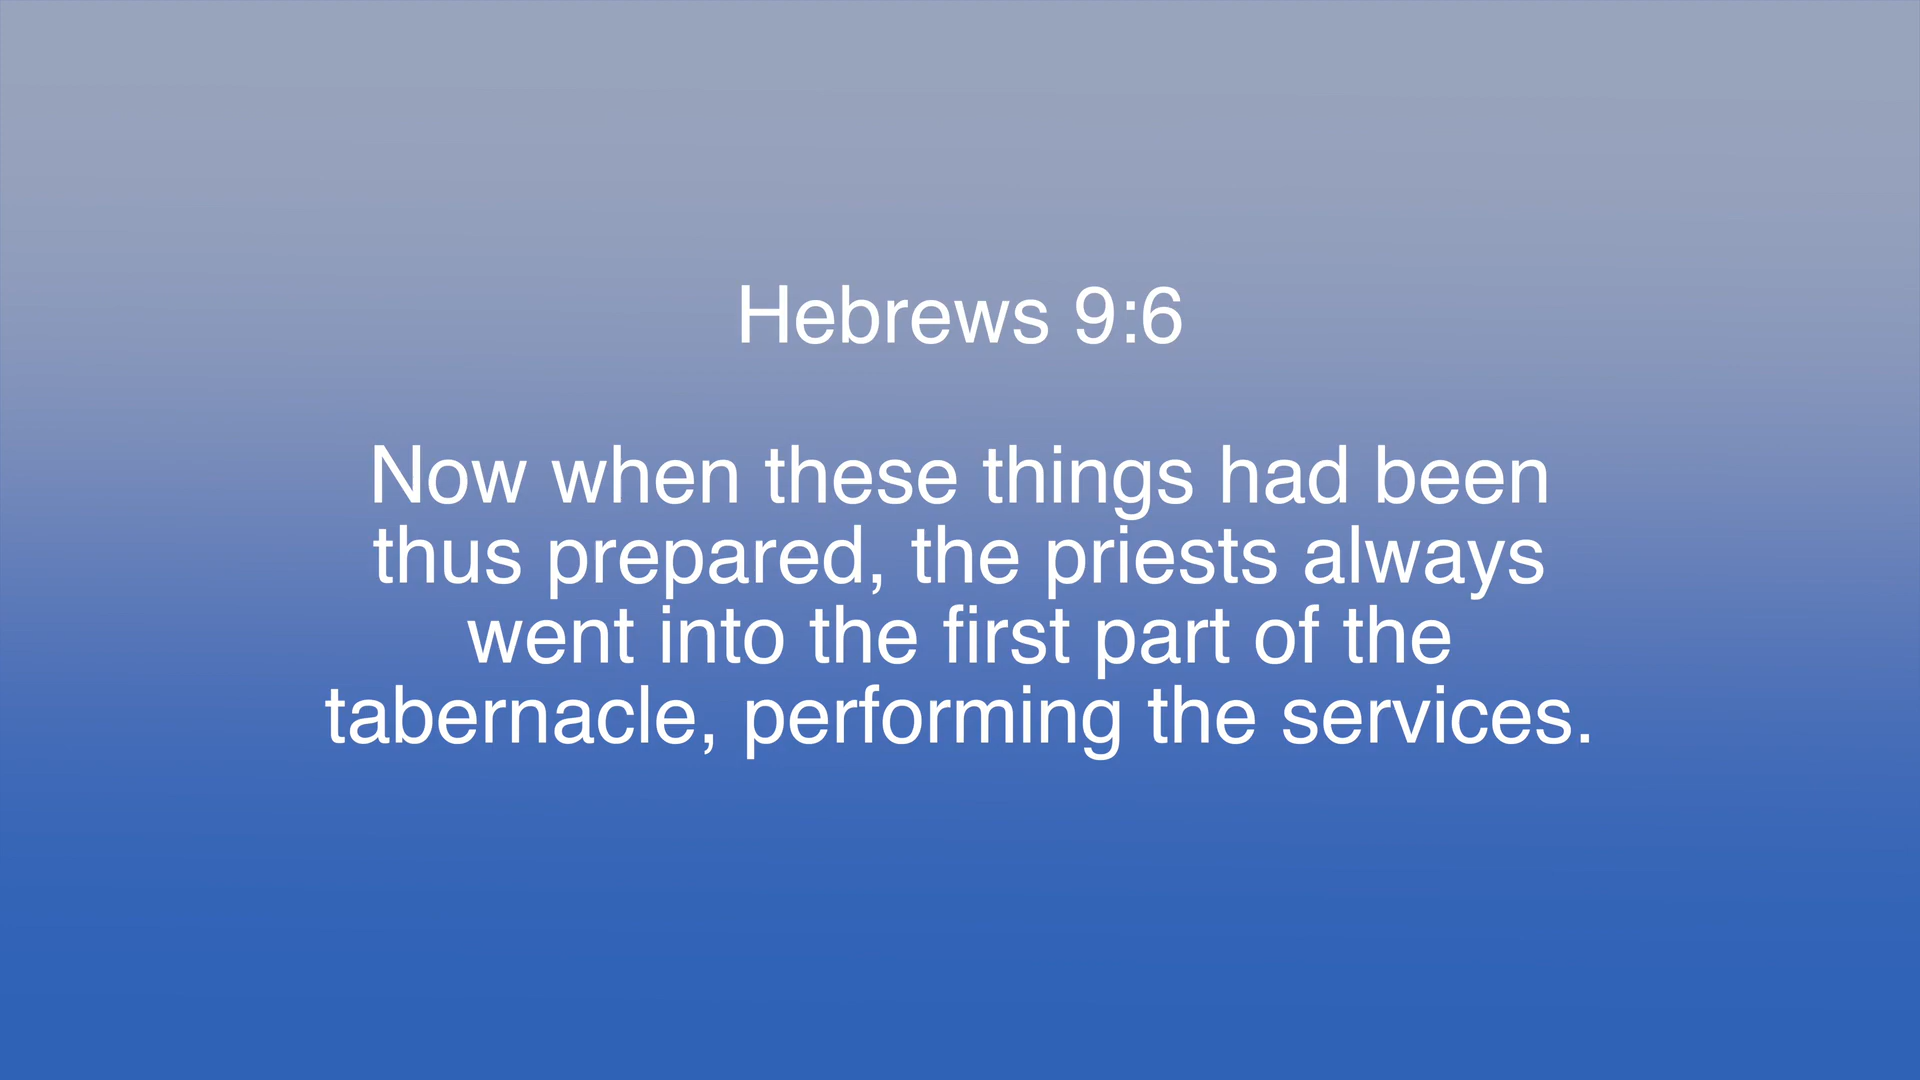 Hebrews 9:6
Now when these things had been
thus prepared, the priests always
went into the first part of the
tabernacle, performing the services.